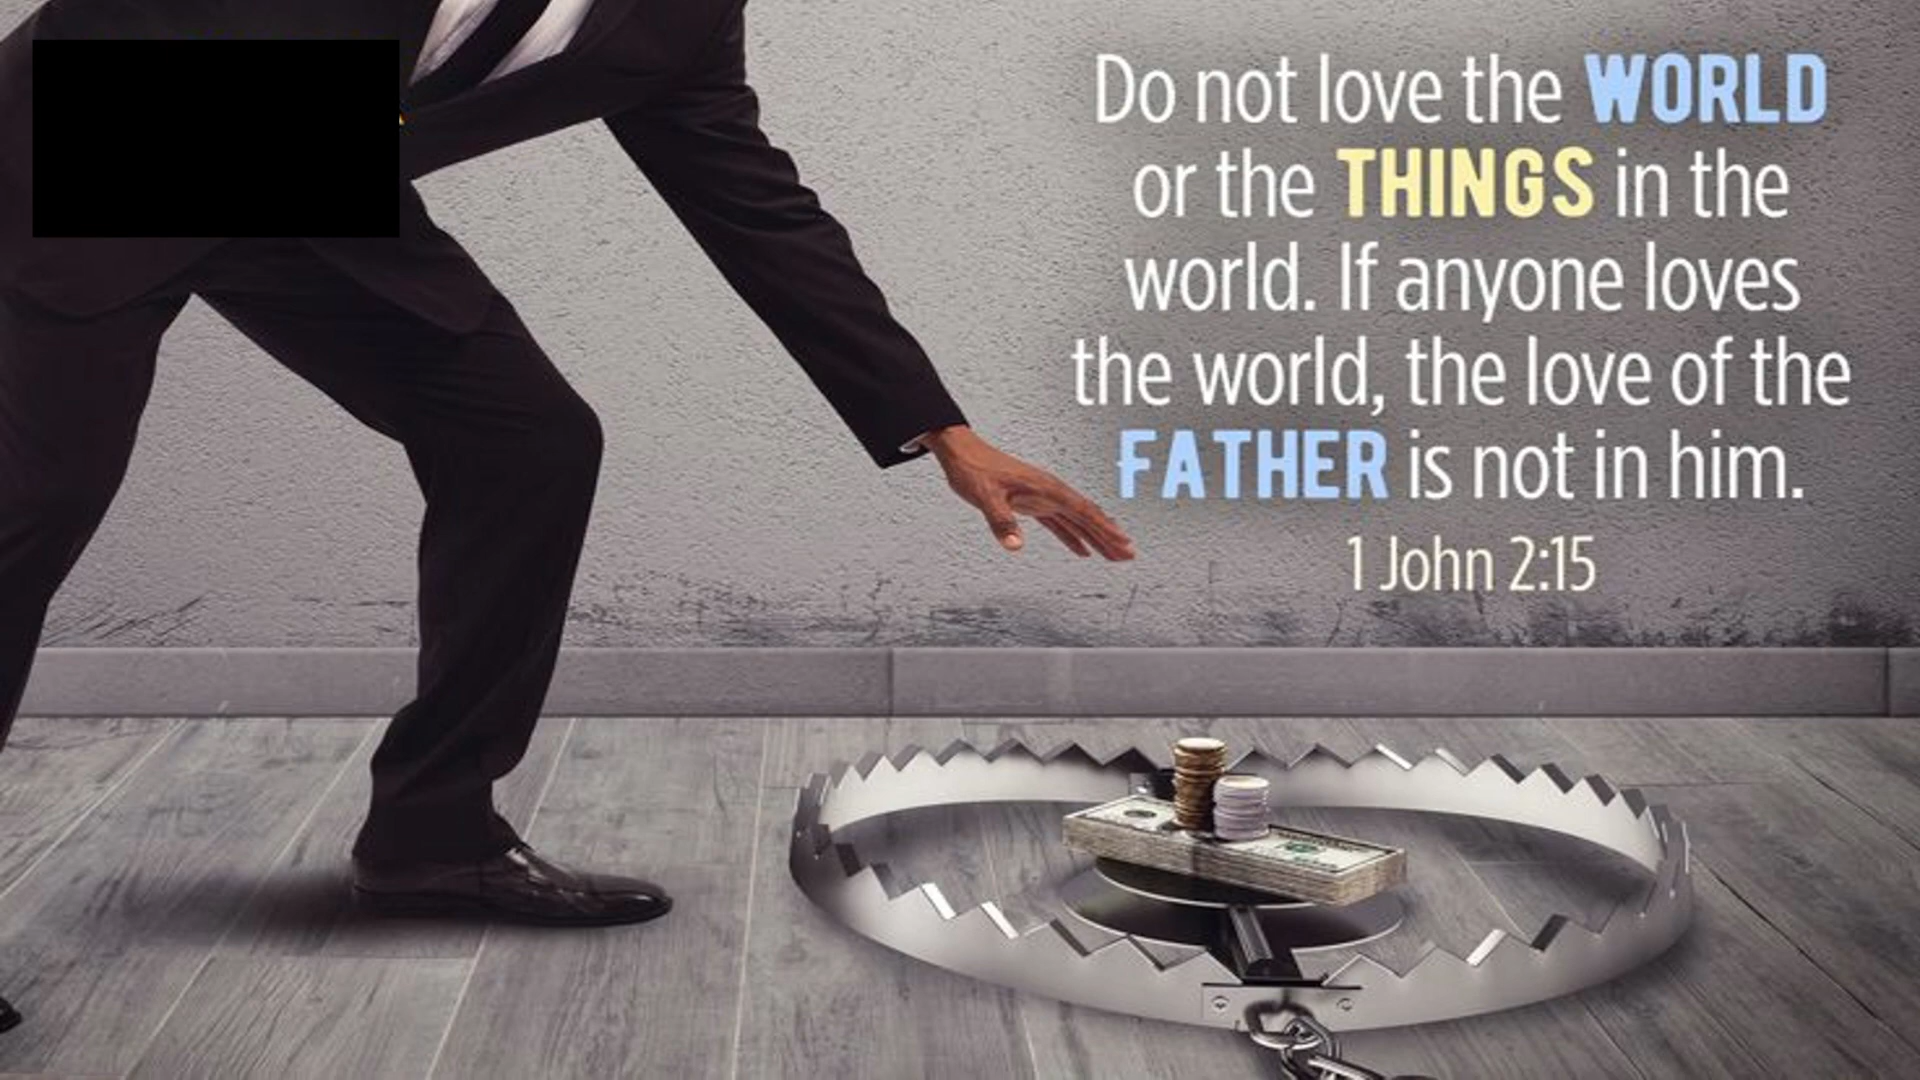 Do not love the WORLD
or the THINGS in the
world. If anyone loves
the world, the love of the
FATHER is not in him.
1 John 2:15